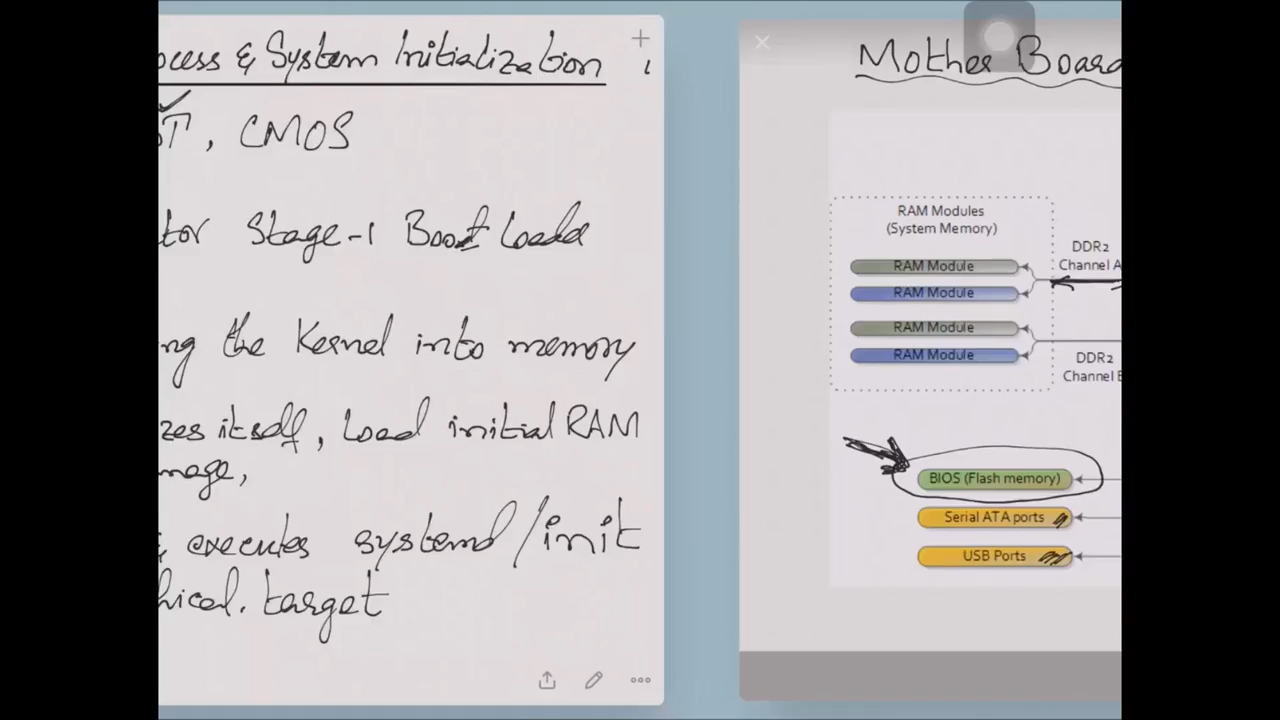 ocess & System Initialization
T, CMOS
tor Stage-1 Boot Loader
ng the Kernel into memory
zes itself, Load initial RAM
mage,
& executes systemd/init
hical.target
Mother Board
RAM Modules
(System Memory)
RAM Module
RAM Module
RAM Module
RAM Module
DDR2
Channel A
DDR2
Channel B
BIOS (Flash memory)
Serial ATA ports
USB Ports